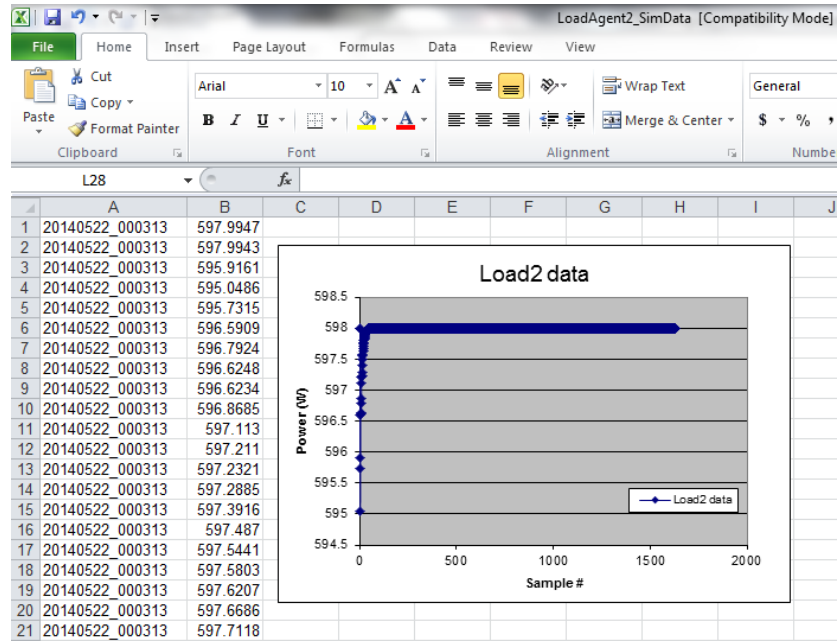 LoadAgent2_SimData [Compatibility Mode]
File Home Insert Page Layout Formulas Data Review View
Cut
Copy
Format Painter
Paste
Clipboard
Arial 10 A A
B I U A
Font
Wrap Text
Merge & Center
Alignment
General
$ % ,
Numbe
L28 fx
A B C D E F G H I J
1 20140522_000313 597.9947
2 20140522_000313 597.9943
3 20140522_000313 595.9161
4 20140522_000313 595.0486
5 20140522_000313 595.7315
6 20140522_000313 596.5909
7 20140522_000313 596.7924
8 20140522_000313 596.6248
9 20140522_000313 596.6234
10 20140522_000313 596.8685
11 20140522_000313 597.113
12 20140522_000313 597.211
13 20140522_000313 597.2321
14 20140522_000313 597.2885
15 20140522_000313 597.3916
16 20140522_000313 597.487
17 20140522_000313 597.5441
18 20140522_000313 597.5803
19 20140522_000313 597.6207
20 20140522_000313 597.6686
21 20140522_000313 597.7118
Load2 data
598.5
598
597.5
597
596.5
596
595.5
595
594.5
Power (W)
0 500 1000 1500 2000
Sample #
Load2 data